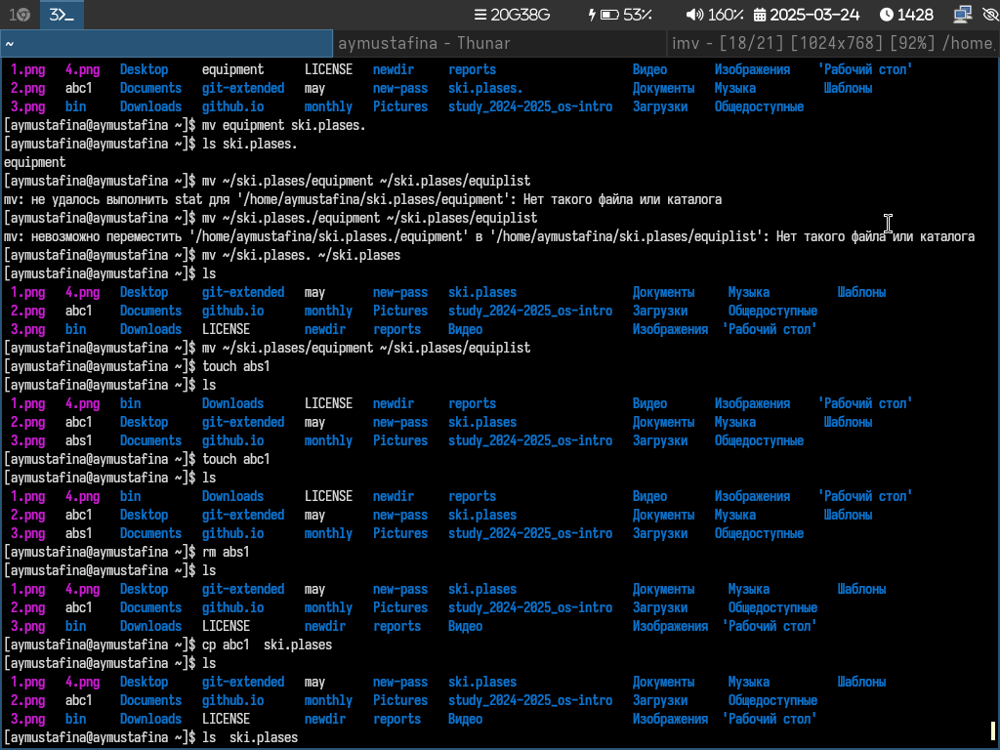 1 3>_ 20G38G 53% 160% 2025-03-24 1428
~ aymustafina - Thunar imv - [18/21] [1024x768] [92%] /home
1.png 4.png Desktop equipment LICENSE newdir reports Видео Изображения 'Рабочий стол'
2.png abc1 Documents git-extended may new-pass ski.plases. Документы Музыка Шаблоны
3.png bin Downloads github.io monthly Pictures study_2024-2025_os-intro Загрузки Общедоступные
[aymustafina@aymustafina ~]$ mv equipment ski.plases.
[aymustafina@aymustafina ~]$ ls ski.plases.
equipment
[aymustafina@aymustafina ~]$ mv ~/ski.plases/equipment ~/ski.plases/equiplist
mv: не удалось выполнить stat для '/home/aymustafina/ski.plases/equipment': Нет такого файла или каталога
[aymustafina@aymustafina ~]$ mv ~/ski.plases./equipment ~/ski.plases/equiplist
mv: невозможно переместить '/home/aymustafina/ski.plases./equipment' в '/home/aymustafina/ski.plases/equiplist': Нет такого файла или каталога
[aymustafina@aymustafina ~]$ mv ~/ski.plases. ~/ski.plases
[aymustafina@aymustafina ~]$ ls
1.png 4.png Desktop git-extended may new-pass ski.plases Документы Музыка Шаблоны
2.png abc1 Documents github.io monthly Pictures study_2024-2025_os-intro Загрузки Общедоступные
3.png bin Downloads LICENSE newdir reports Видео Изображения 'Рабочий стол'
[aymustafina@aymustafina ~]$ mv ~/ski.plases/equipment ~/ski.plases/equiplist
[aymustafina@aymustafina ~]$ touch abs1
[aymustafina@aymustafina ~]$ ls
1.png 4.png bin Downloads LICENSE newdir reports Видео Изображения 'Рабочий стол'
2.png abc1 Desktop git-extended may new-pass ski.plases Документы Музыка Шаблоны
3.png abs1 Documents github.io monthly Pictures study_2024-2025_os-intro Загрузки Общедоступные
[aymustafina@aymustafina ~]$ touch abc1
[aymustafina@aymustafina ~]$ ls
1.png 4.png bin Downloads LICENSE newdir reports Видео Изображения 'Рабочий стол'
2.png abc1 Desktop git-extended may new-pass ski.plases Документы Музыка Шаблоны
3.png abs1 Documents github.io monthly Pictures study_2024-2025_os-intro Загрузки Общедоступные
[aymustafina@aymustafina ~]$ rm abs1
[aymustafina@aymustafina ~]$ ls
1.png 4.png Desktop git-extended may new-pass ski.plases Документы Музыка Шаблоны
2.png abc1 Documents github.io monthly Pictures study_2024-2025_os-intro Загрузки Общедоступные
3.png bin Downloads LICENSE newdir reports Видео Изображения 'Рабочий стол'
[aymustafina@aymustafina ~]$ cp abc1  ski.plases
[aymustafina@aymustafina ~]$ ls
1.png 4.png Desktop git-extended may new-pass ski.plases Документы Музыка Шаблоны
2.png abc1 Documents github.io monthly Pictures study_2024-2025_os-intro Загрузки Общедоступные
3.png bin Downloads LICENSE newdir reports Видео Изображения 'Рабочий стол'
[aymustafina@aymustafina ~]$ ls  ski.plases